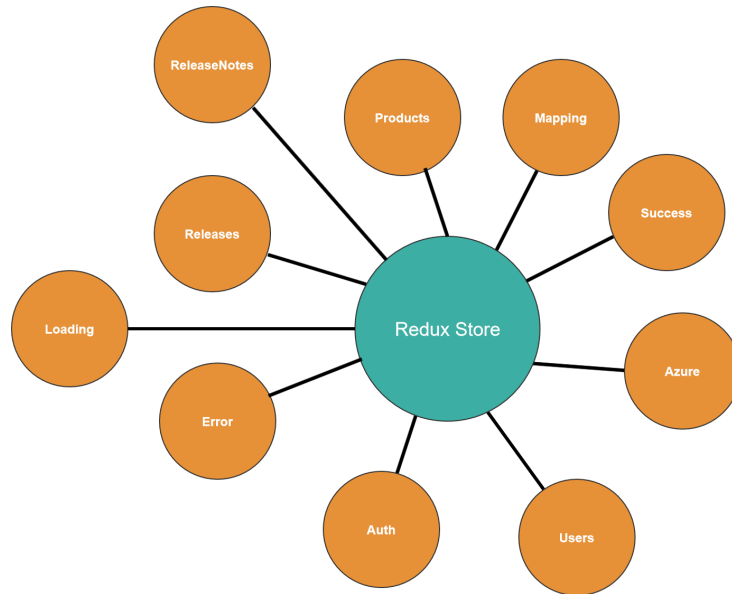 ReleaseNotes
Products
Mapping
Success
Releases
Loading
Redux Store
Azure
Error
Auth
Users